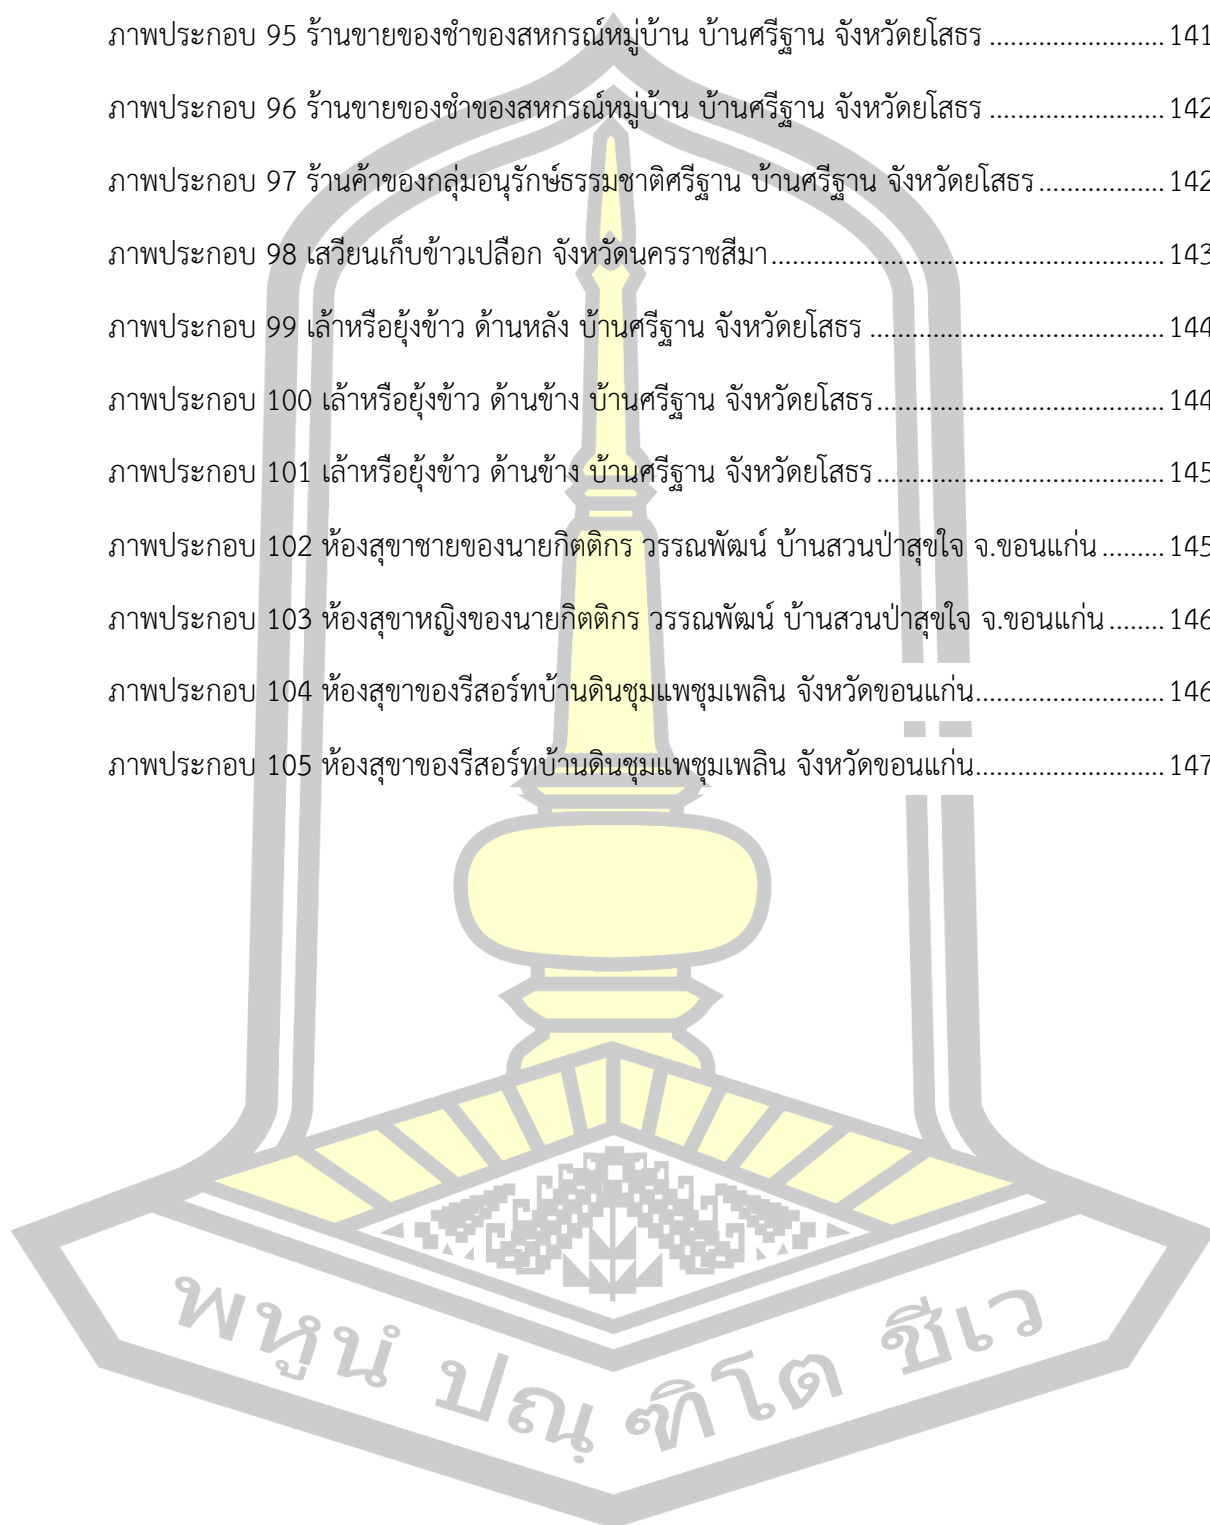 ภาพประกอบ 95 ร้านขายของชำของสหกรณ์หมู่บ้าน บ้านศรีฐาน จังหวัดยโสธร ......................... 141
ภาพประกอบ 96 ร้านขายของชำของสหกรณ์หมู่บ้าน บ้านศรีฐาน จังหวัดยโสธร ......................... 142
ภาพประกอบ 97 ร้านค้าของกลุ่มอนุรักษ์ธรรมชาติศรีฐาน บ้านศรีฐาน จังหวัดยโสธร .................. 142
ภาพประกอบ 98 เสวียนเก็บข้าวเปลือก จังหวัดนครราชสีมา ........................................................ 143
ภาพประกอบ 99 เล้าหรือยุ้งข้าว ด้านหลัง บ้านศรีฐาน จังหวัดยโสธร .......................................... 144
ภาพประกอบ 100 เล้าหรือยุ้งข้าว ด้านข้าง บ้านศรีฐาน จังหวัดยโสธร ......................................... 144
ภาพประกอบ 101 เล้าหรือยุ้งข้าว ด้านข้าง บ้านศรีฐาน จังหวัดยโสธร ......................................... 145
ภาพประกอบ 102 ห้องสุขาชายของนายกิตติกร วรรณพัฒน์ บ้านสวนป่าสุขใจ จ.ขอนแก่น ......... 145
ภาพประกอบ 103 ห้องสุขาหญิงของนายกิตติกร วรรณพัฒน์ บ้านสวนป่าสุขใจ จ.ขอนแก่น ........ 146
ภาพประกอบ 104 ห้องสุขาของรีสอร์ทบ้านดินชุมแพชุมเพลิน จังหวัดขอนแก่น ........................... 146
ภาพประกอบ 105 ห้องสุขาของรีสอร์ทบ้านดินชุมแพชุมเพลิน จังหวัดขอนแก่น ........................... 147
พหูนํ ปณฺฑิโต ชีเว